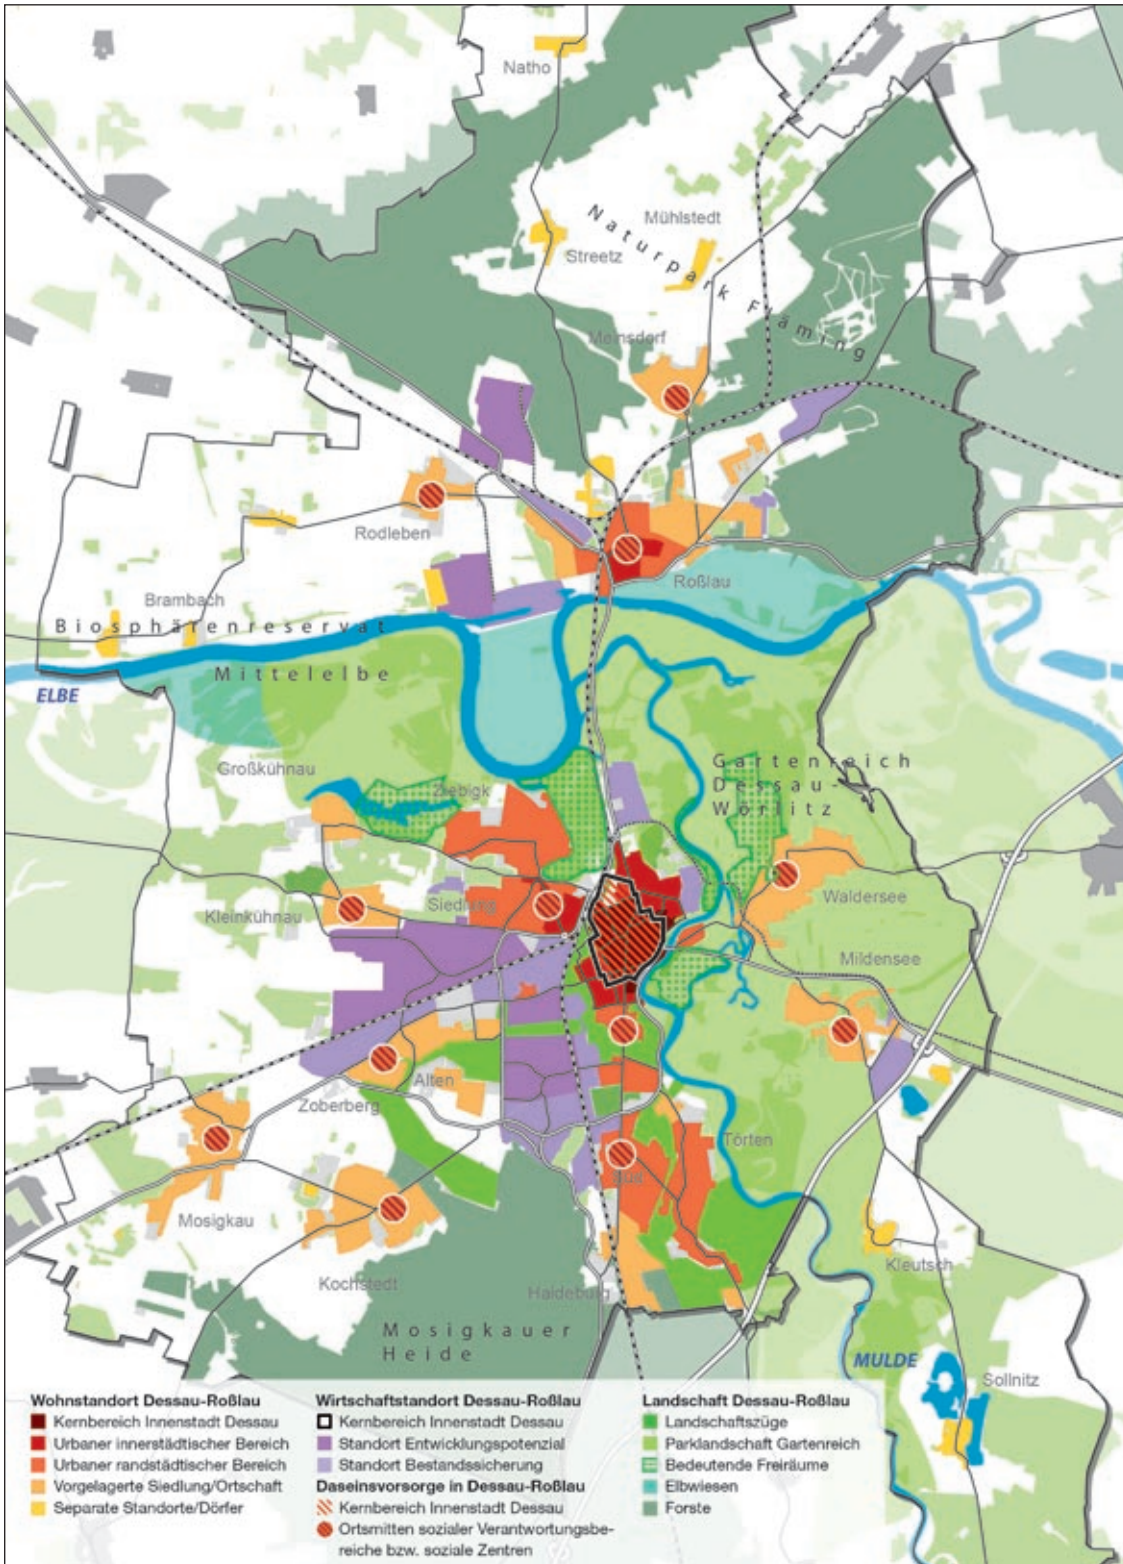 Natho
Mühlstedt
Streetz
Naturpark Fläming
Meinsdorf
Rodleben
Roßlau
Brambach
Biosphärenreservat
Mittelelbe
ELBE
Großkühnau
Ziebigk
Gartenreich
Dessau-
Wörlitz
Kleinkühnau
Siedlung
Waldersee
Mildensee
Alten
Zoberberg
Törten
Süd
Mosigkau
Kochstedt
Haideburg
Kleutsch
Mosigkauer
Heide
MULDE
Sollnitz
Wohnstandort Dessau-Roßlau
Kernbereich Innenstadt Dessau
Urbaner innerstädtischer Bereich
Urbaner randstädtischer Bereich
Vorgelagerte Siedlung/Ortschaft
Separate Standorte/Dörfer
Wirtschaftstandort Dessau-Roßlau
Kernbereich Innenstadt Dessau
Standort Entwicklungspotenzial
Standort Bestandssicherung
Daseinsvorsorge in Dessau-Roßlau
Kernbereich Innenstadt Dessau
Ortsmitten sozialer Verantwortungsbe-
reiche bzw. soziale Zentren
Landschaft Dessau-Roßlau
Landschaftszüge
Parklandschaft Gartenreich
Bedeutende Freiräume
Elbwiesen
Forste